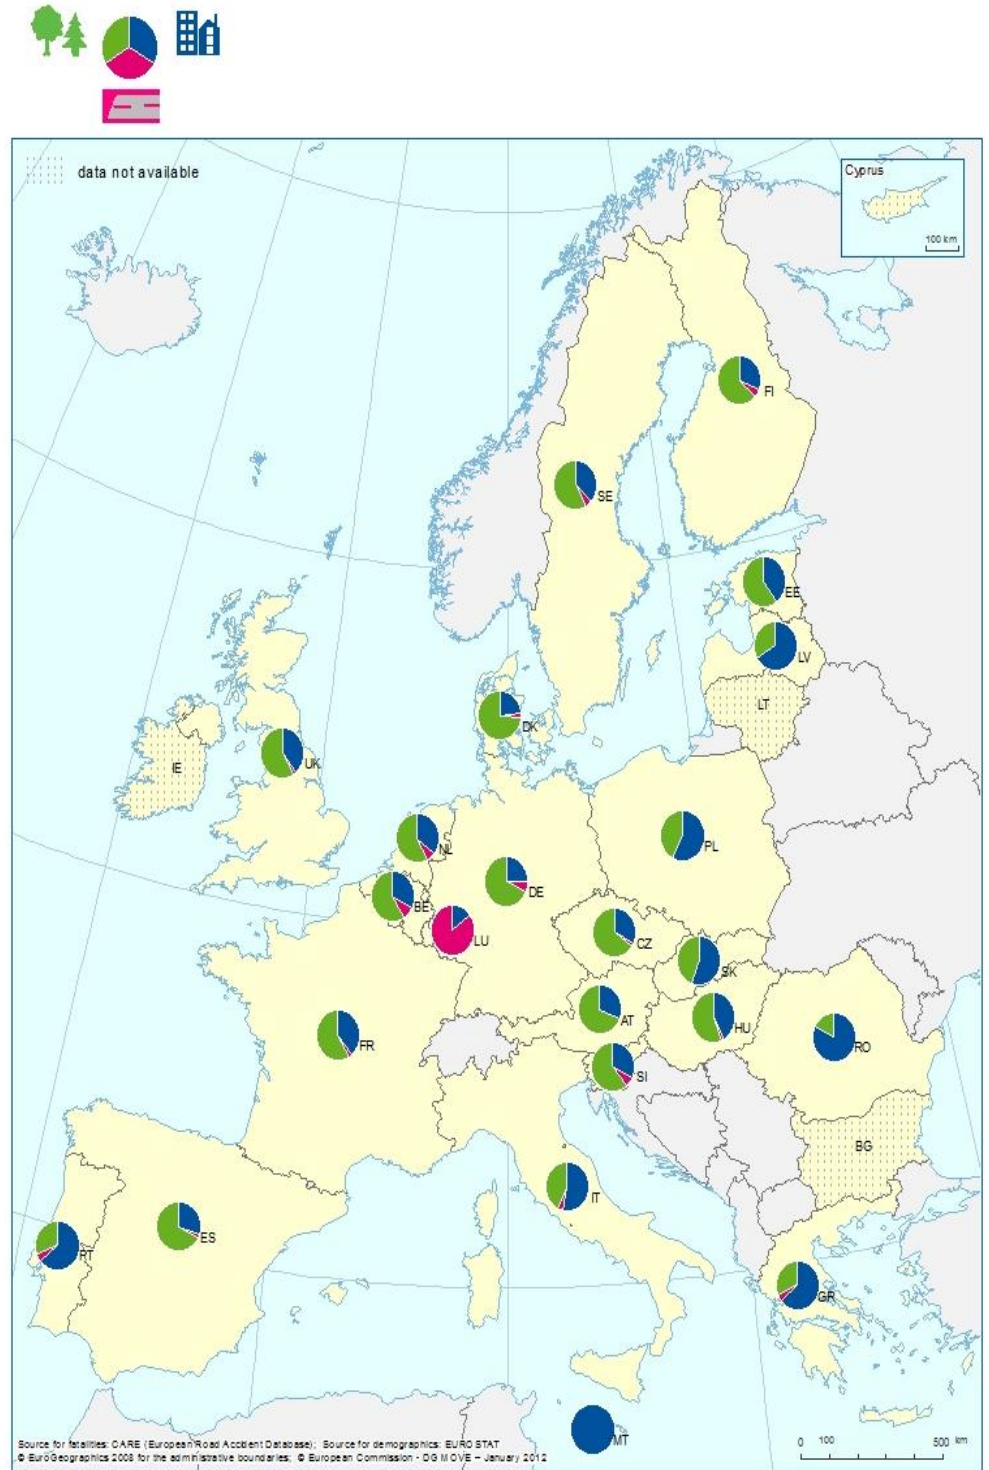 data not available
Cyprus
100 km
FI
SE
EE
LV
LT
DK
IE
UK
NL
PL
DE
BE
LU
CZ
SK
AT
HU
FR
RO
SI
BG
IT
ES
PT
GR
MT
Source for fatalities: CARE (European Road Accident Database); Source for demographics: EUROSTAT
© EuroGeographics 2008 for the administrative boundaries; © European Commission - DG MOVE – January 2012
0 100 500 km